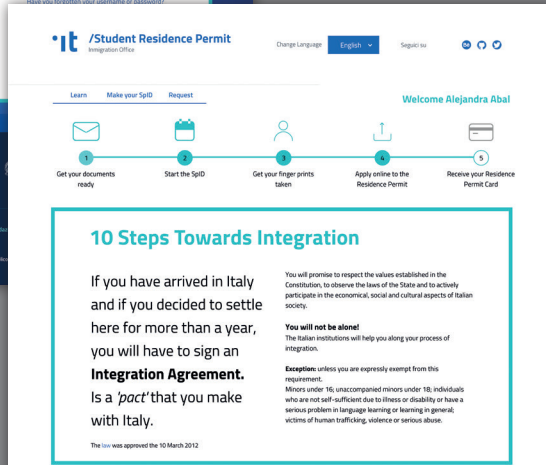 Have you forgotten your username or password?
it /Student Residence Permit
Inmigration Office
Change Language
English
Seguici su
Learn Make your SpID Request
Welcome Alejandra Abal
1 2 3 4 5
Get your documents
ready
Start the SpID
Get your finger prints
taken
Apply online to the
Residence Permit
Receive your Residence
Permit Card
10 Steps Towards Integration
If you have arrived in Italy
and if you decided to settle
here for more than a year,
you will have to sign an
Integration Agreement.
Is a 'pact' that you make
with Italy.
The law was approved the 10 March 2012
You will promise to respect the values established in the
Constitution, to observe the laws of the State and to actively
participate in the economical, social and cultural aspects of Italian
society.
You will not be alone!
The Italian institutions will help you along your process of
integration.
Exception: unless you are expressly exempt from this
requirement.
Minors under 16; unaccompanied minors under 18; individuals
who are not self-sufficient due to illness or disability or have a
serious problem in language learning or learning in general;
victims of human trafficking, violence or serious abuse.